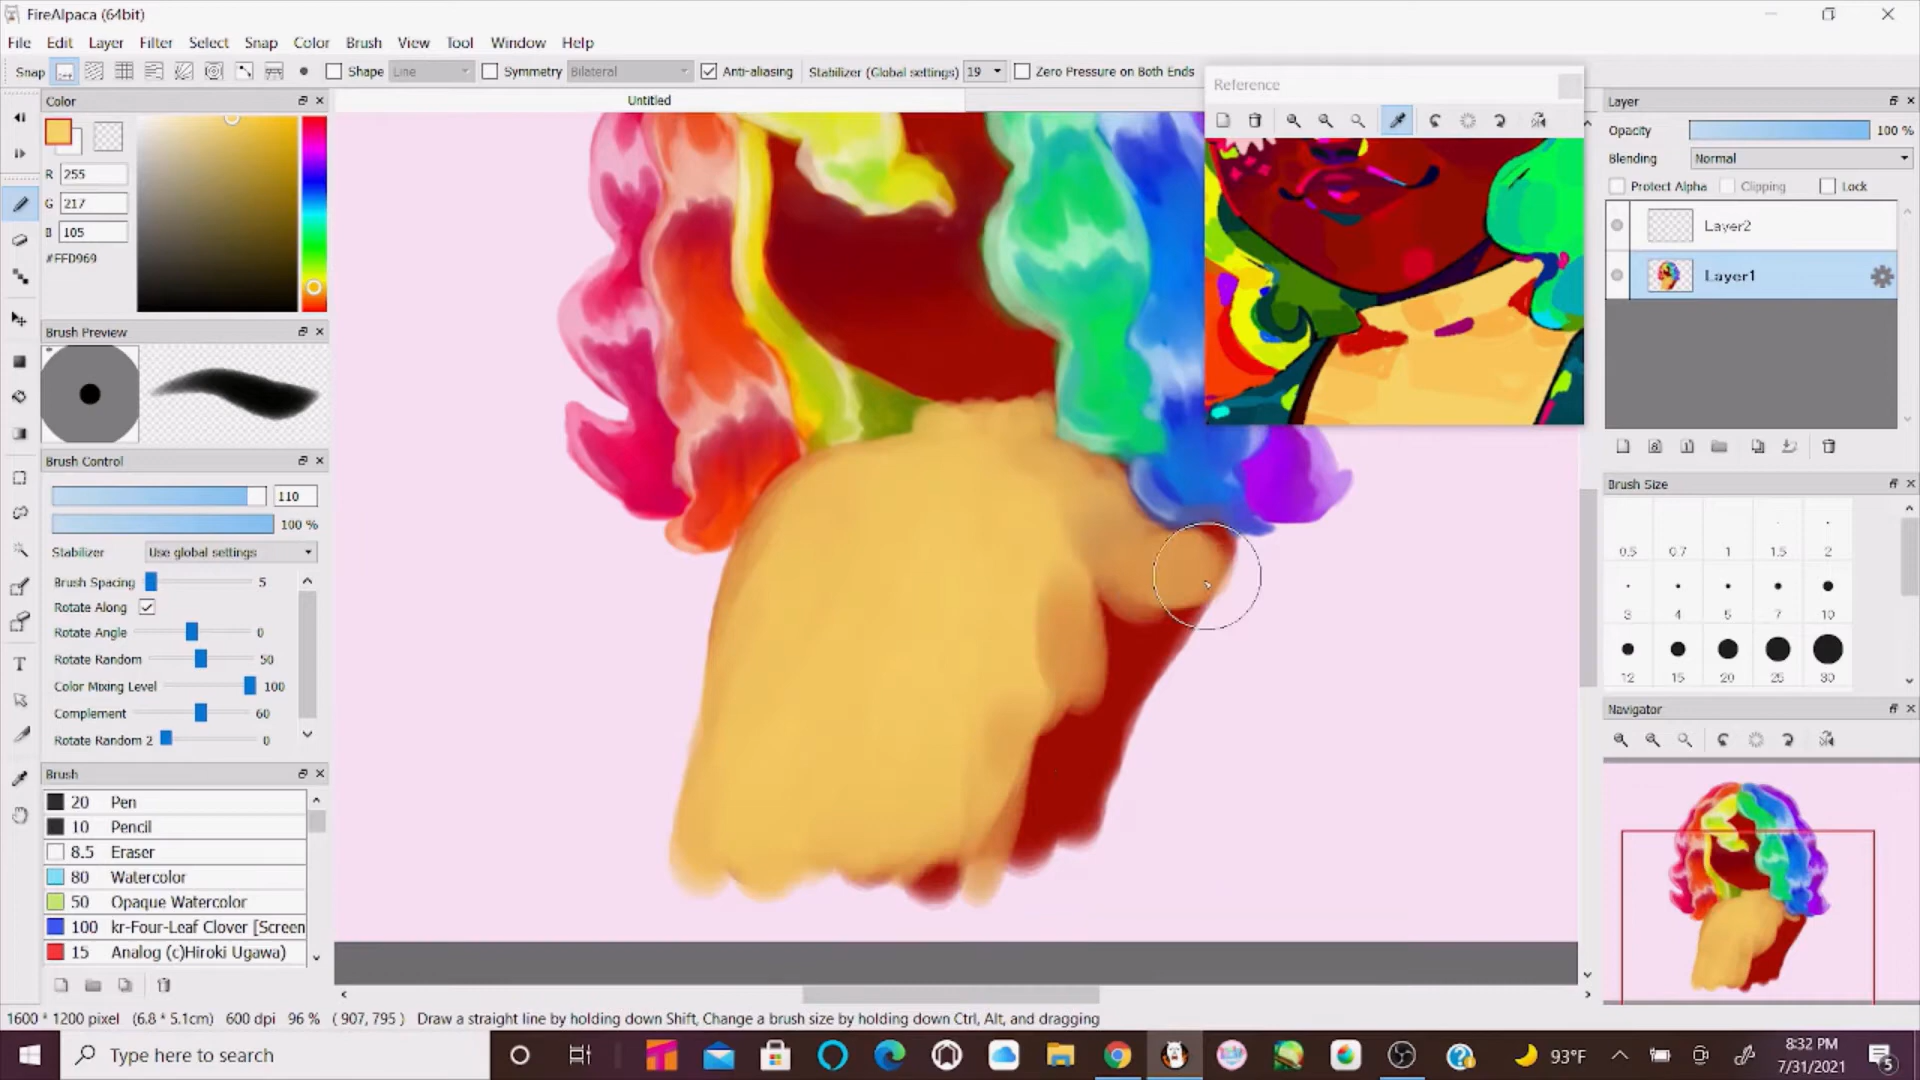 FireAlpaca (64bit)
File Edit Layer Filter Select Snap Color Brush View Tool Window Help
Snap Shape Line Symmetry Bilateral Anti-aliasing Stabilizer (Global settings) 19 Zero Pressure on Both Ends
Color
Untitled
R 255
G 217
B 105
#FFD969
Brush Preview
Brush Control
110
100 %
Stabilizer Use global settings
Brush Spacing 5
Rotate Along
Rotate Angle 0
Rotate Random 50
Color Mixing Level 100
Complement 60
Rotate Random 2 0
Brush
20 Pen
10 Pencil
8.5 Eraser
80 Watercolor
50 Opaque Watercolor
100 kr-Four-Leaf Clover [Screen
15 Analog (c)Hiroki Ugawa)
Reference
Layer
Opacity 100 %
Blending Normal
Protect Alpha Clipping Lock
Layer2
Layer1
Brush Size
0.5 0.7 1 1.5 2
3 4 5 7 10
12 15 20 25 30
Navigator
1600 * 1200 pixel (6.8 * 5.1cm) 600 dpi 96 % ( 907, 795 ) Draw a straight line by holding down Shift, Change a brush size by holding down Ctrl, Alt, and dragging
Type here to search
93°F
8:32 PM
7/31/2021
5